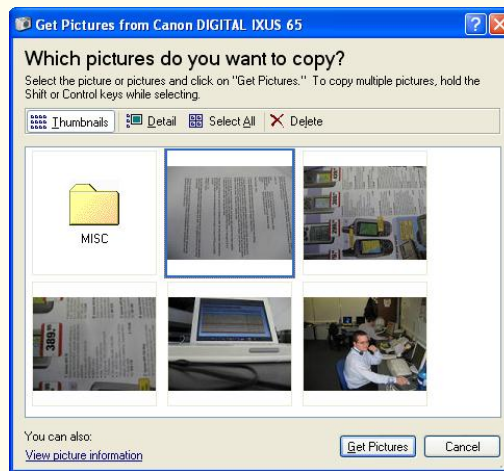 Get Pictures from Canon DIGITAL IXUS 65
Which pictures do you want to copy?
Select the picture or pictures and click on "Get Pictures." To copy multiple pictures, hold the
Shift or Control keys while selecting.
Thumbnails Detail Select All Delete
MISC
389.
You can also:
View picture information
Get Pictures Cancel